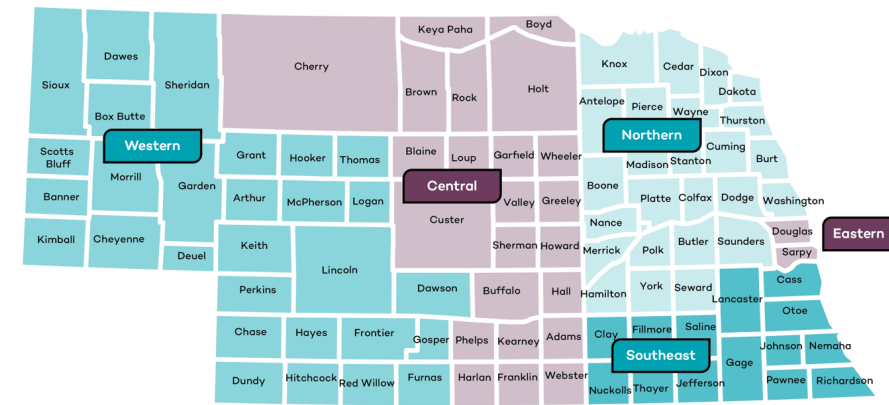 Boyd
Keya Paha
Dawes
Knox
Cedar
Dixon
Cherry
Sioux
Sheridan
Brown
Rock
Holt
Dakota
Antelope
Pierce
Wayne
Box Butte
Thurston
Northern
Western
Scotts
Bluff
Grant
Hooker
Thomas
Blaine
Loup
Garfield
Wheeler
Madison
Stanton
Cuming
Burt
Morrill
Garden
Central
Boone
Banner
Arthur
McPherson
Logan
Valley
Greeley
Platte
Colfax
Dodge
Washington
Custer
Nance
Kimball
Cheyenne
Keith
Sherman
Howard
Merrick
Polk
Butler
Saunders
Douglas
Eastern
Deuel
Lincoln
Sarpy
Perkins
Dawson
Buffalo
Hall
Hamilton
York
Seward
Lancaster
Cass
Otoe
Chase
Hayes
Frontier
Gosper
Phelps
Kearney
Adams
Clay
Fillmore
Saline
Johnson
Nemaha
Southeast
Gage
Dundy
Hitchcock
Red Willow
Furnas
Harlan
Franklin
Webster
Nuckolls
Thayer
Jefferson
Pawnee
Richardson